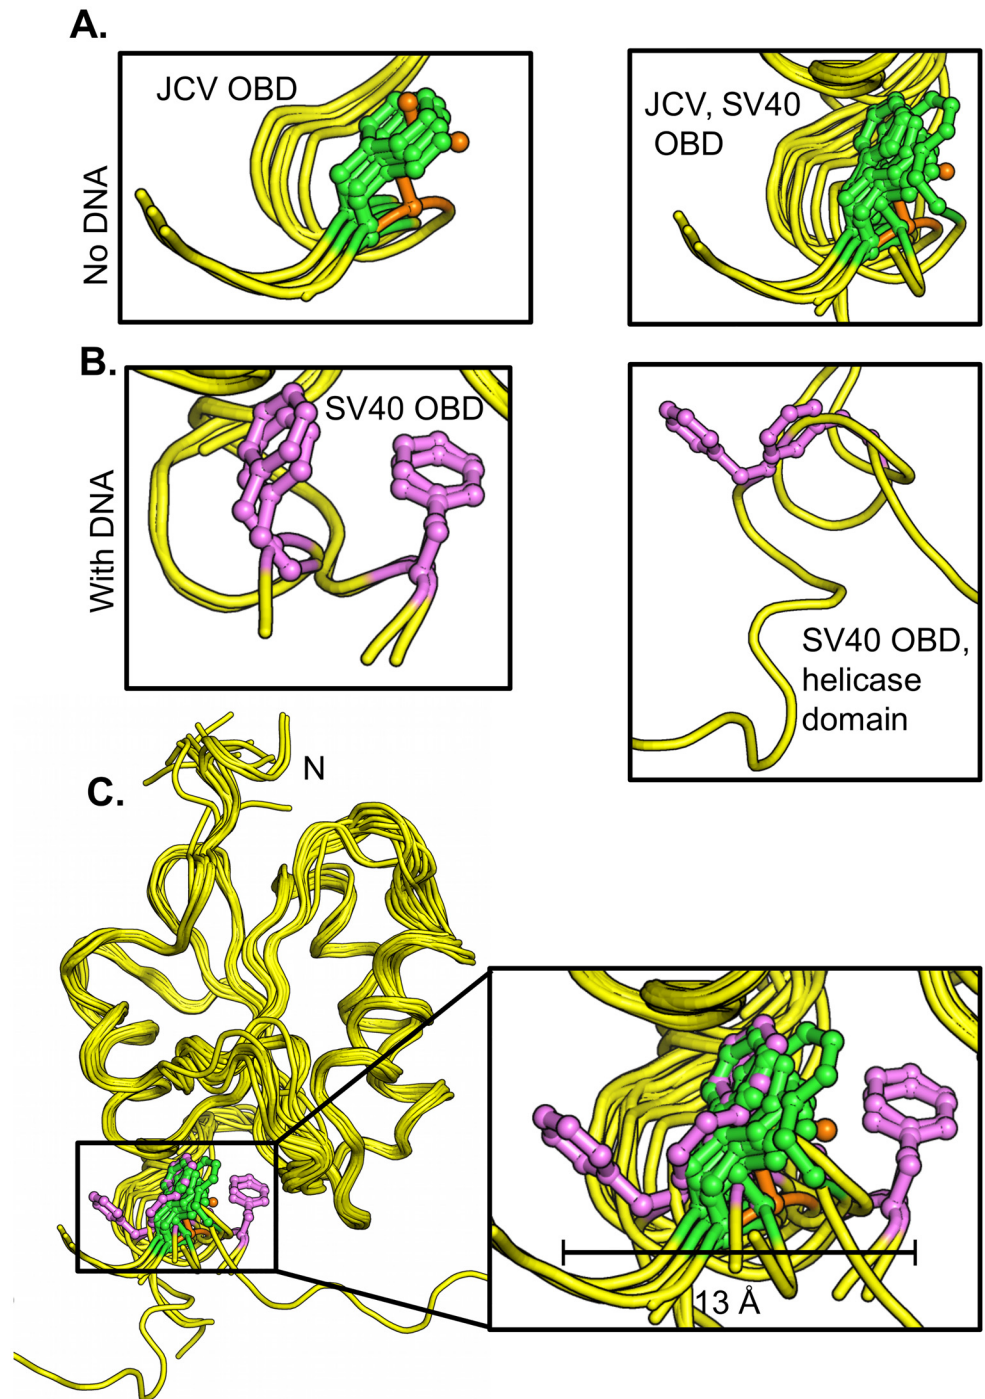 A.
No DNA
JCV OBD
JCV, SV40
OBD
B.
With DNA
SV40 OBD
SV40 OBD,
helicase
domain
C.
N
13 Å